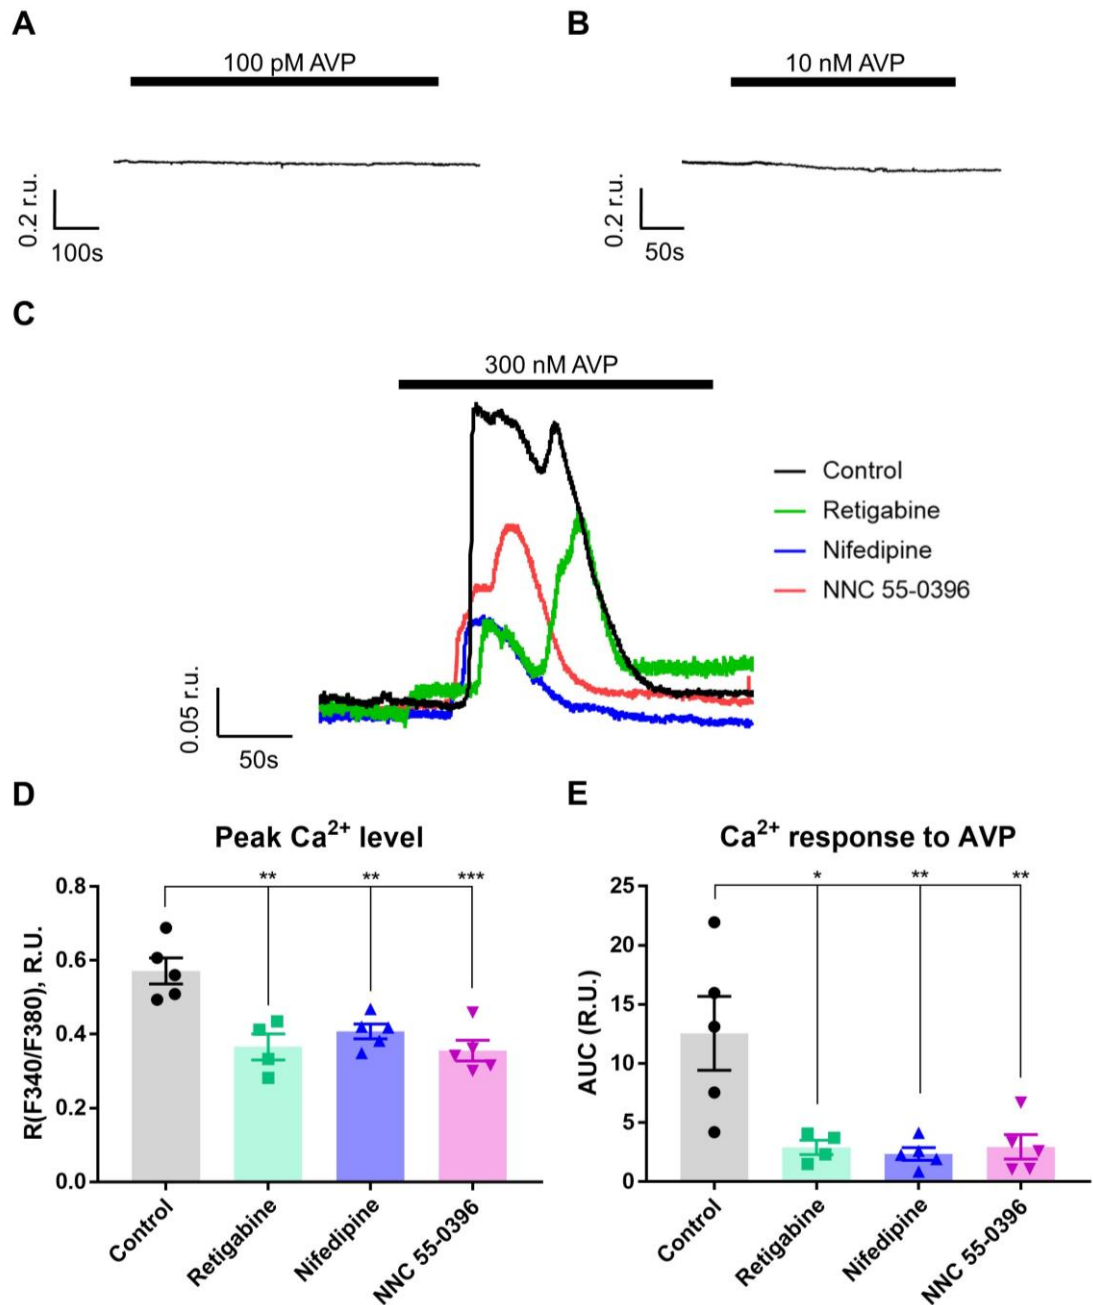 A
100 pM AVP
0.2 r.u.
100s
B
10 nM AVP
0.2 r.u.
50s
C
300 nM AVP
Control
Retigabine
Nifedipine
NNC 55-0396
0.05 r.u.
50s
D
Peak Ca²⁺ level
** ** ***
R(F340/F380), R.U.
0.8
0.6
0.4
0.2
0.0
Control
Retigabine
Nifedipine
NNC 55-0396
E
Ca²⁺ response to AVP
* ** **
AUC (R.U.)
25
20
15
10
5
0
Control
Retigabine
Nifedipine
NNC 55-0396